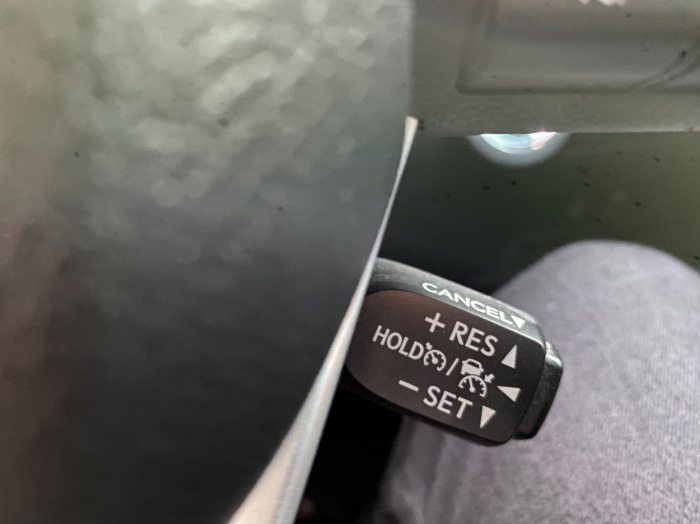 CANCEL▼
+ RES ▲
HOLD / ◀
− SET ▼